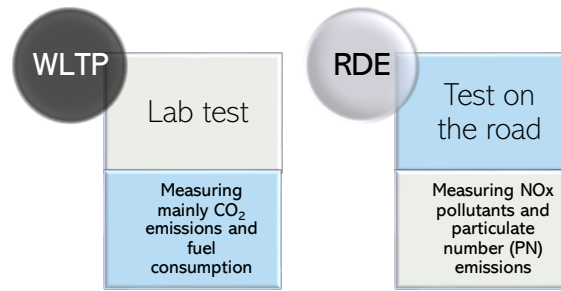 WLTP
Lab test
Measuring
mainly CO₂
emissions and
fuel
consumption
RDE
Test on
the road
Measuring NOx
pollutants and
particulate
number (PN)
emissions